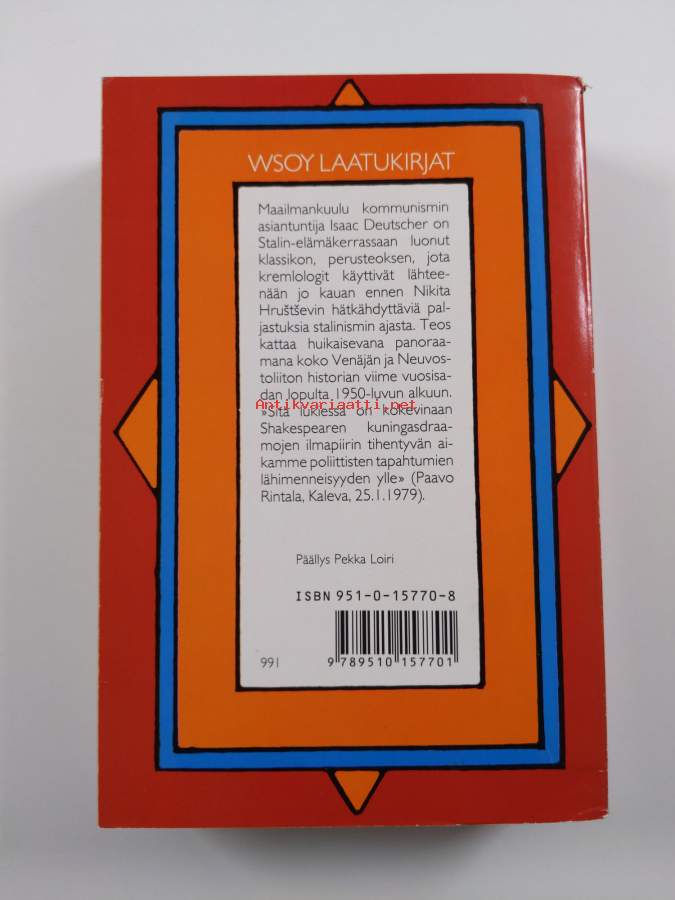 WSOY LAATUKIRJAT
Maailmankuulu kommunismin
asiantuntija Isaac Deutscher on
Stalin-elämäkerrassaan luonut
klassikon, perusteoksen, jota
kremlologit käyttivät lähtee-
nään jo kauan ennen Nikita
Hruštševin hätkähdyttäviä pal-
jastuksia stalinismin ajasta. Teos
kattaa huikaisevana panoraa-
mana koko Venäjän ja Neuvos-
toliiton historian viime vuosisa-
dan lopulta 1950-luvun alkuun.
Antikvariaatti.net
»Sitä lukiessa on kokevinaan
Shakespearen kuningasdraa-
mojen ilmapiirin tihentyvän ai-
kamme poliittisten tapahtumien
lähimenneisyyden ylle» (Paavo
Rintala, Kaleva, 25.1.1979).
Päällys Pekka Loiri
ISBN 951-0-15770-8
991
9 789510 157701